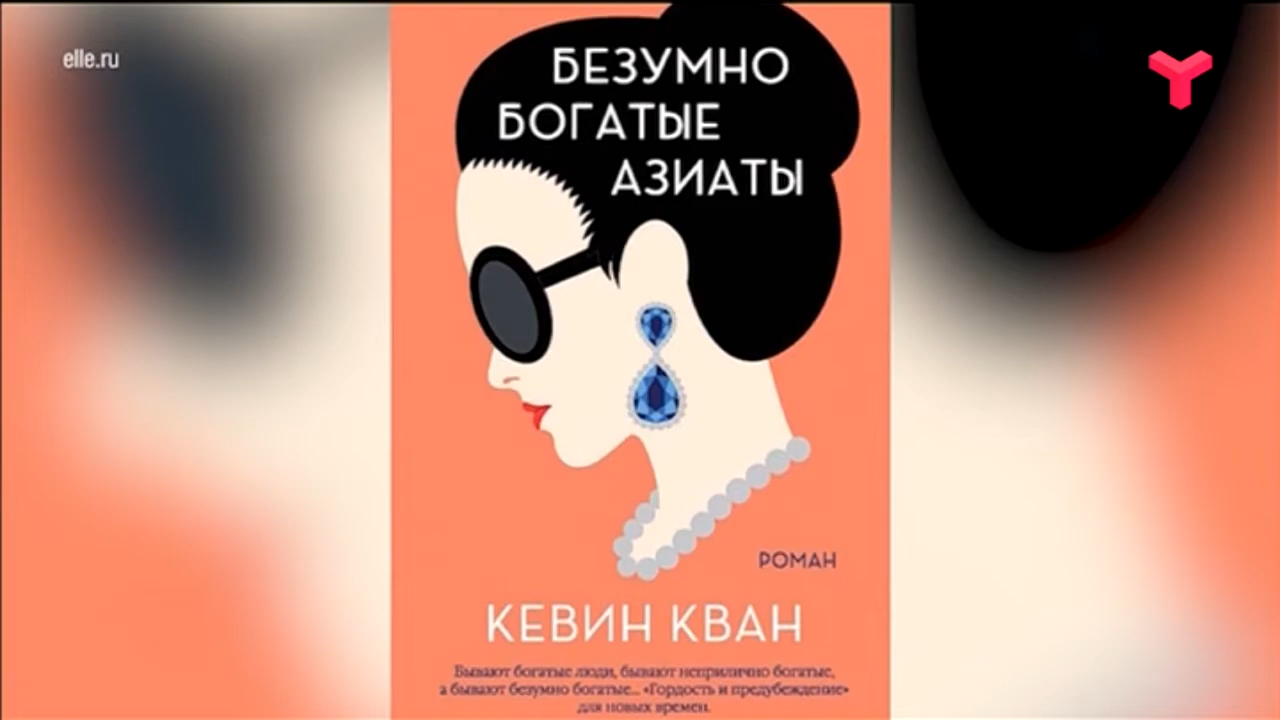 elle.ru
БЕЗУМНО
БОГАТЫЕ
АЗИАТЫ
РОМАН
КЕВИН КВАН
Бывают богатые люди, бывают неприлично богатые,
а бывают безумно богатые... «Гордость и предубеждение»
для новых времен.